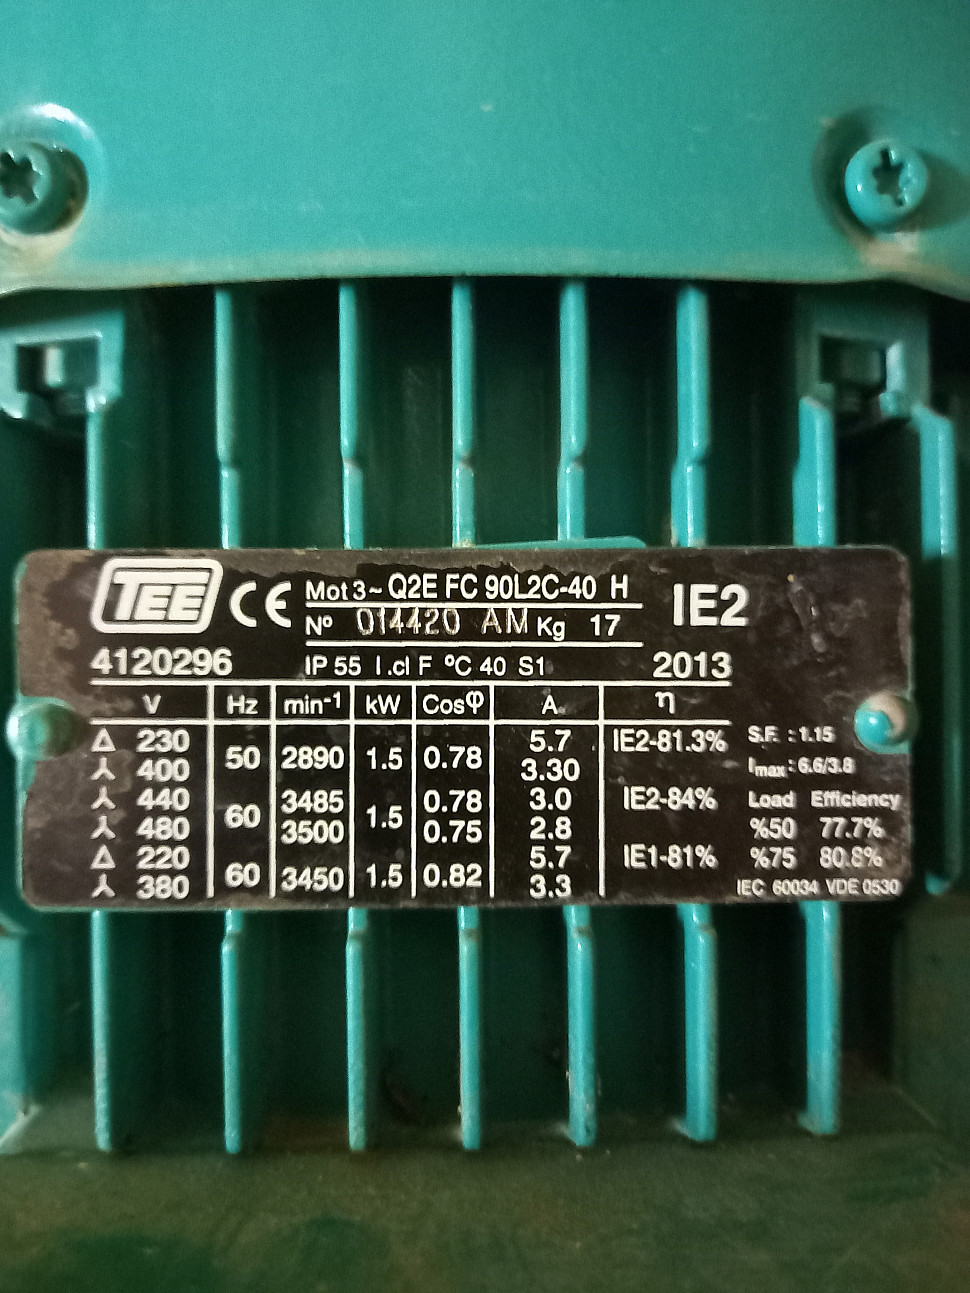 TEE CE Mot 3~ Q2E FC 90L2C-40 H IE2
Nº 014420 AM Kg 17
4120296 IP 55 I.cl F ºC 40 S1 2013
V Hz min-1 kW Cosφ A η
Δ 230 50 2890 1.5 0.78 5.7 IE2-81.3% S.F. : 1.15
⅄ 400 3.30 Imax : 6.6/3.8
⅄ 440 60 3485 1.5 0.78 3.0 IE2-84% Load Efficiency
⅄ 480 3500 0.75 2.8 %50 77.7%
Δ 220 60 3450 1.5 0.82 5.7 IE1-81% %75 80.8%
⅄ 380 3.3 IEC 60034 VDE 0530